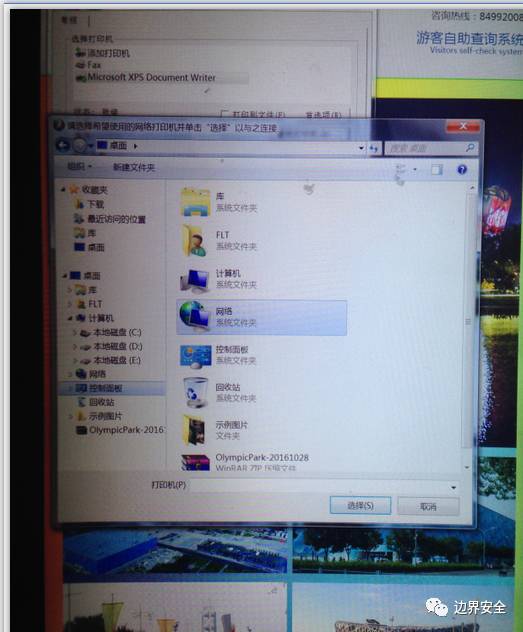 咨询热线：84992008
游客自助查询系统
Visitors self-check system
常规
选择打印机
添加打印机
Fax
Microsoft XPS Document Writer
状态：
打印到文件(F)
首选项(R)
请选择希望使用的网络打印机并单击“选择”以与之连接
桌面
搜索 桌面
组织
新建文件夹
收藏夹
下载
最近访问的位置
库
桌面
桌面
库
FLT
计算机
本地磁盘 (C:)
本地磁盘 (D:)
本地磁盘 (E:)
网络
控制面板
回收站
示例图片
OlympicPark-2016:
库
系统文件夹
FLT
系统文件夹
计算机
系统文件夹
网络
系统文件夹
控制面板
系统文件夹
回收站
系统文件夹
示例图片
文件夹
OlympicPark-20161028
WinRAR ZIP 压缩文件
打印机(P)
选择(S)
取消
边界安全